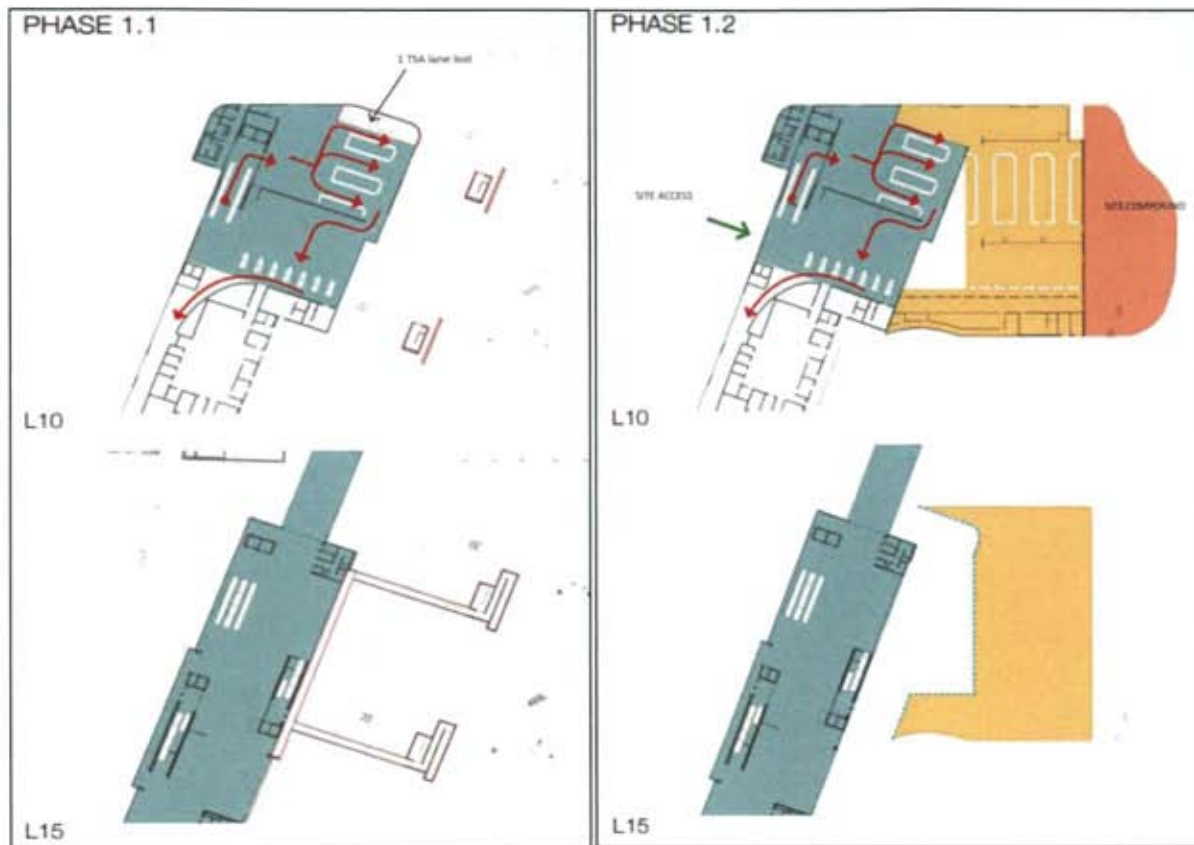 PHASE 1.1
1 TSA lane lost
L10
L15
PHASE 1.2
SITE ACCESS
SITE COMPOUND
L10
L15